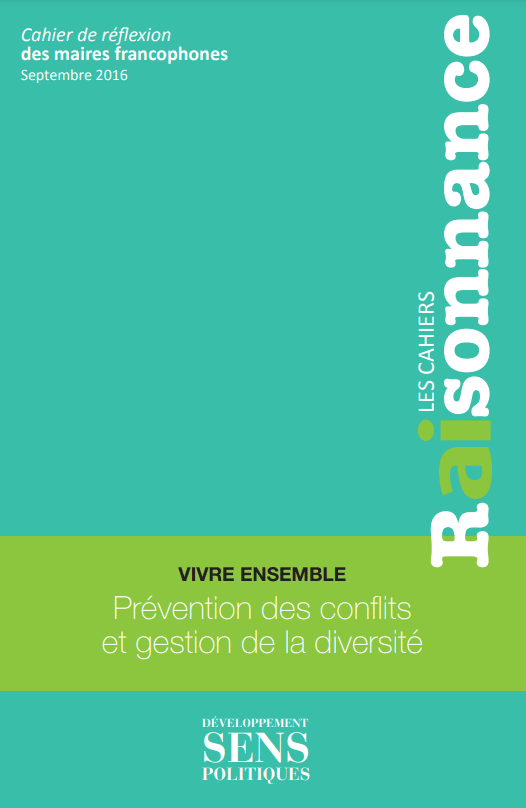 Cahier de réflexion
des maires francophones
Septembre 2016
LES CAHIERS
Raisonnance
VIVRE ENSEMBLE
Prévention des conflits
et gestion de la diversité
DÉVELOPPEMENT
SENS
POLITIQUES